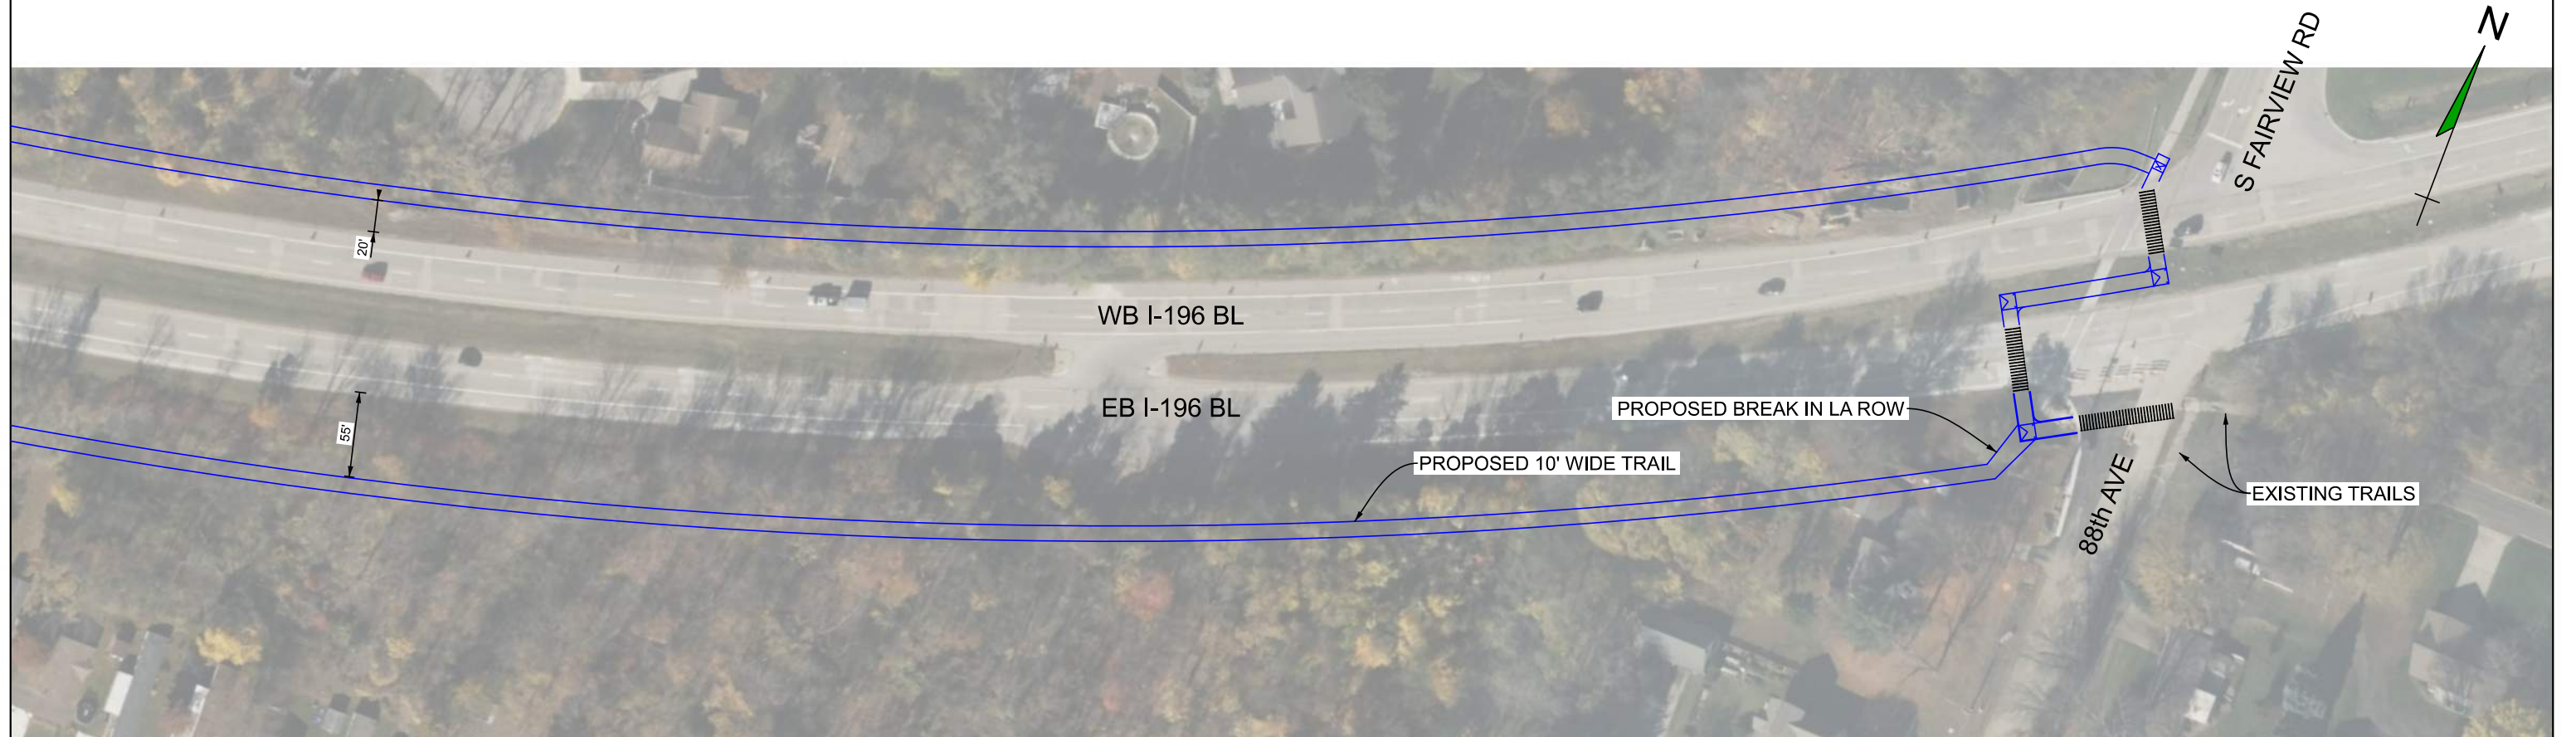 N
S FAIRVIEW RD
20'
WB I-196 BL
EB I-196 BL
PROPOSED BREAK IN LA ROW
55'
PROPOSED 10' WIDE TRAIL
88th AVE
EXISTING TRAILS